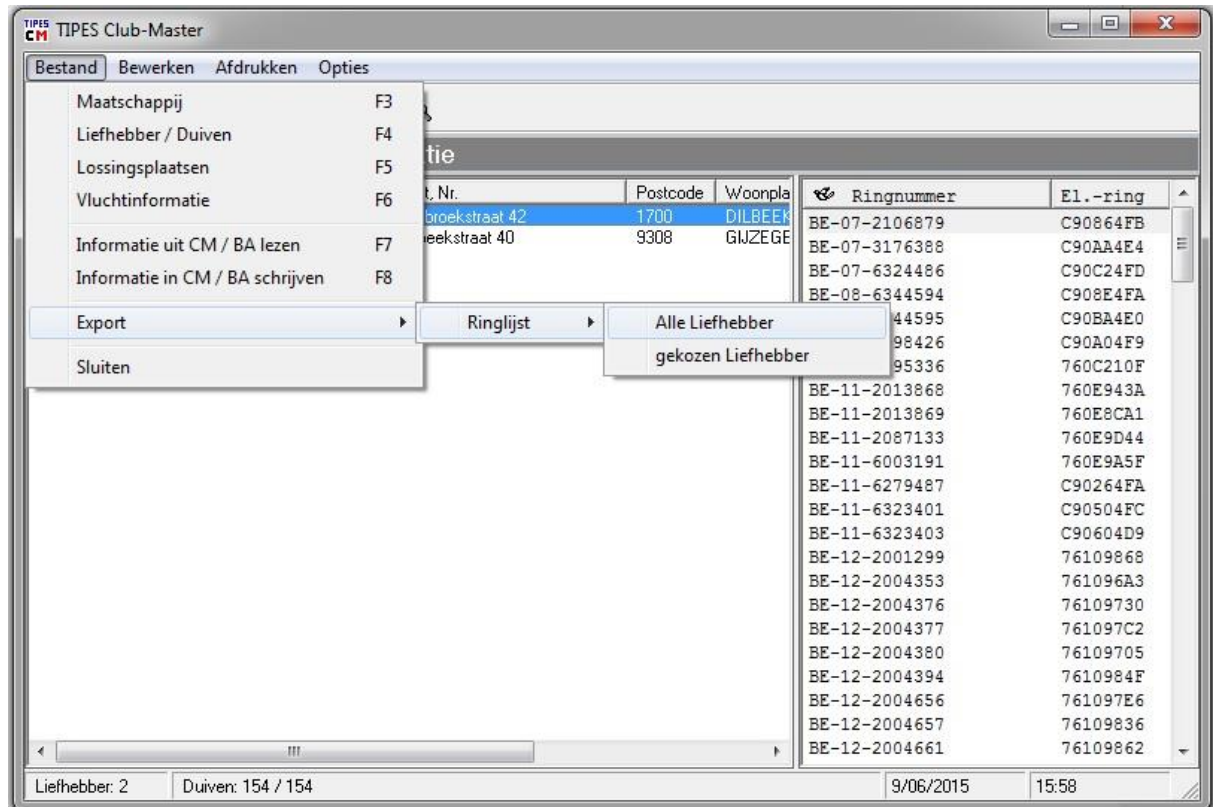 TIPES CM TIPES Club-Master
Bestand Bewerken Afdrukken Opties
Maatschappij F3
Liefhebber / Duiven F4
Lossingsplaatsen F5
Vluchtinformatie F6
Informatie uit CM / BA lezen F7
Informatie in CM / BA schrijven F8
Export
Sluiten
Ringlijst
Alle Liefhebber
gekozen Liefhebber
tie
t, Nr. Postcode Woonpla
broekstraat 42 1700 DILBEEK
eekstraat 40 9308 GIJZEGE
Ringnummer El.-ring
BE-07-2106879 C90864FB
BE-07-3176388 C90AA4E4
BE-07-6324486 C90C24FD
BE-08-6344594 C908E4FA
44595 C90BA4E0
98426 C90A04F9
95336 760C210F
BE-11-2013868 760E943A
BE-11-2013869 760E8CA1
BE-11-2087133 760E9D44
BE-11-6003191 760E9A5F
BE-11-6279487 C90264FA
BE-11-6323401 C90504FC
BE-11-6323403 C90604D9
BE-12-2001299 76109868
BE-12-2004353 761096A3
BE-12-2004376 76109730
BE-12-2004377 761097C2
BE-12-2004380 76109705
BE-12-2004394 7610984F
BE-12-2004656 761097E6
BE-12-2004657 76109836
BE-12-2004661 76109862
Liefhebber: 2 Duiven: 154 / 154 9/06/2015 15:58